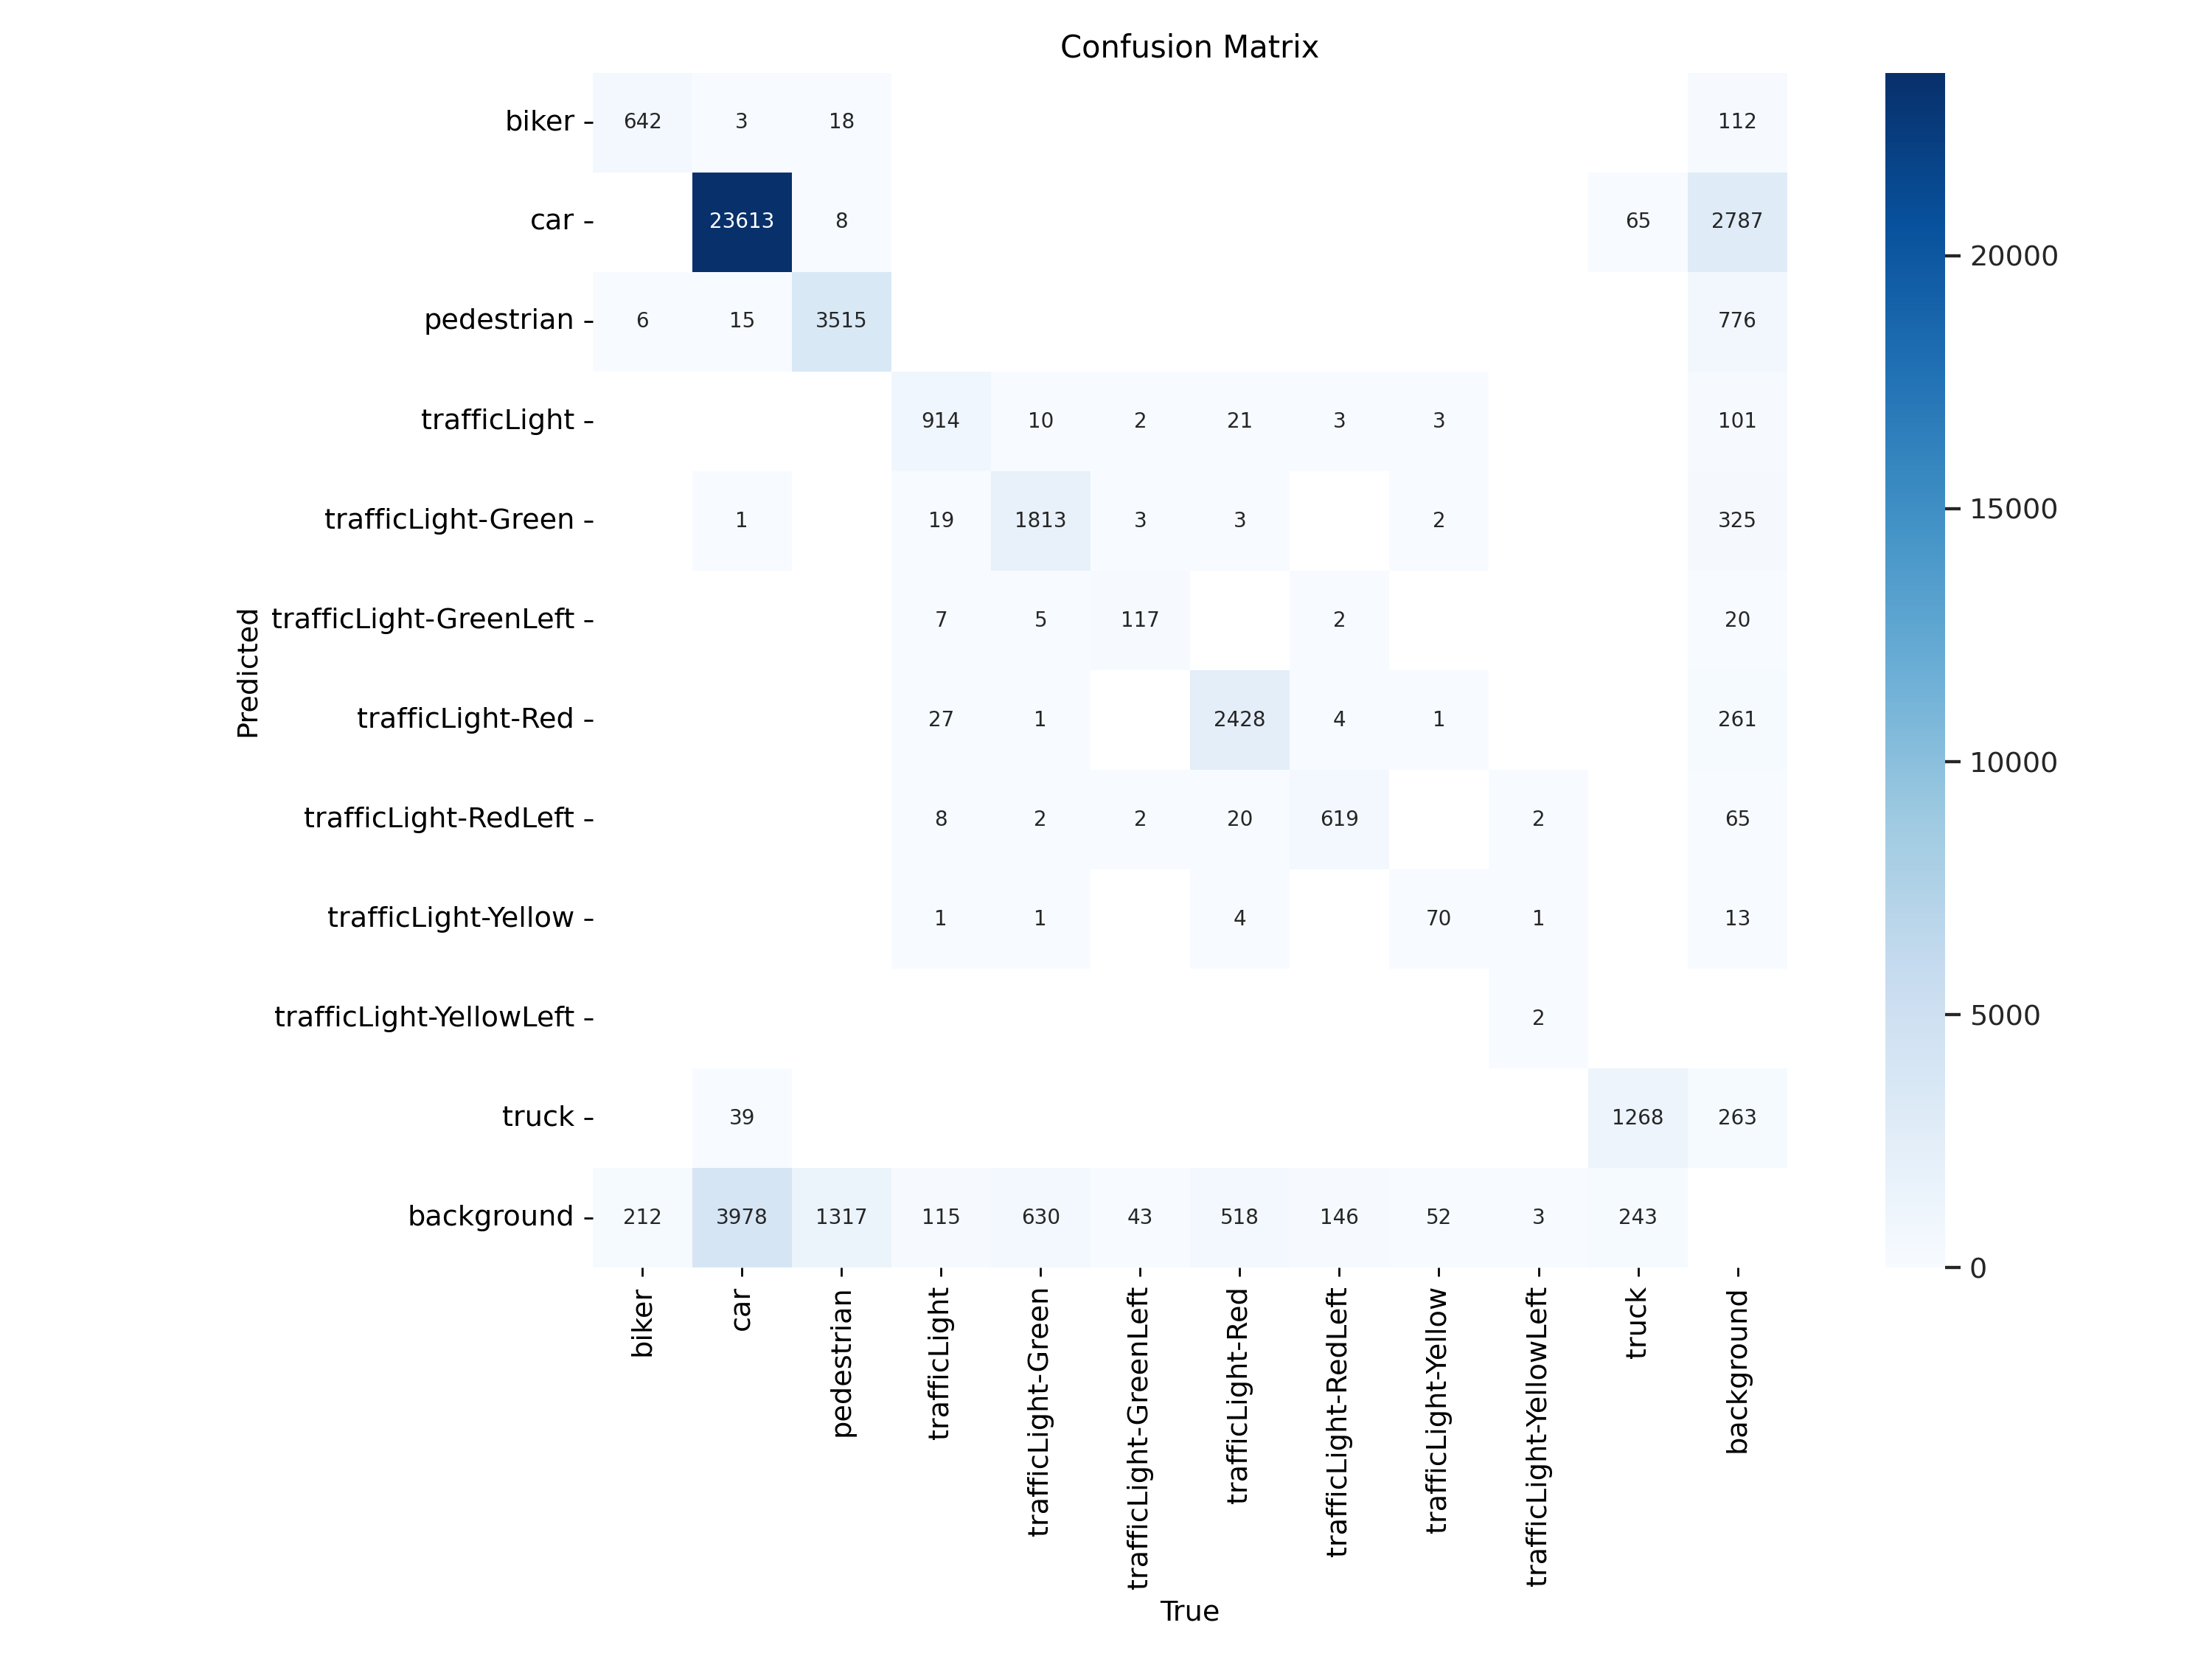 Confusion Matrix
biker 642 3 18 112
car 23613 8 65 2787
pedestrian 6 15 3515 776
trafficLight 914 10 2 21 3 3 101
trafficLight-Green 1 19 1813 3 3 2 325
trafficLight-GreenLeft 7 5 117 2 20
trafficLight-Red 27 1 2428 4 1 261
trafficLight-RedLeft 8 2 2 20 619 2 65
trafficLight-Yellow 1 1 4 70 1 13
trafficLight-YellowLeft 2
truck 39 1268 263
background 212 3978 1317 115 630 43 518 146 52 3 243
Predicted
biker
car
pedestrian
trafficLight
trafficLight-Green
trafficLight-GreenLeft
trafficLight-Red
trafficLight-RedLeft
trafficLight-Yellow
trafficLight-YellowLeft
truck
background
True
20000
15000
10000
5000
0